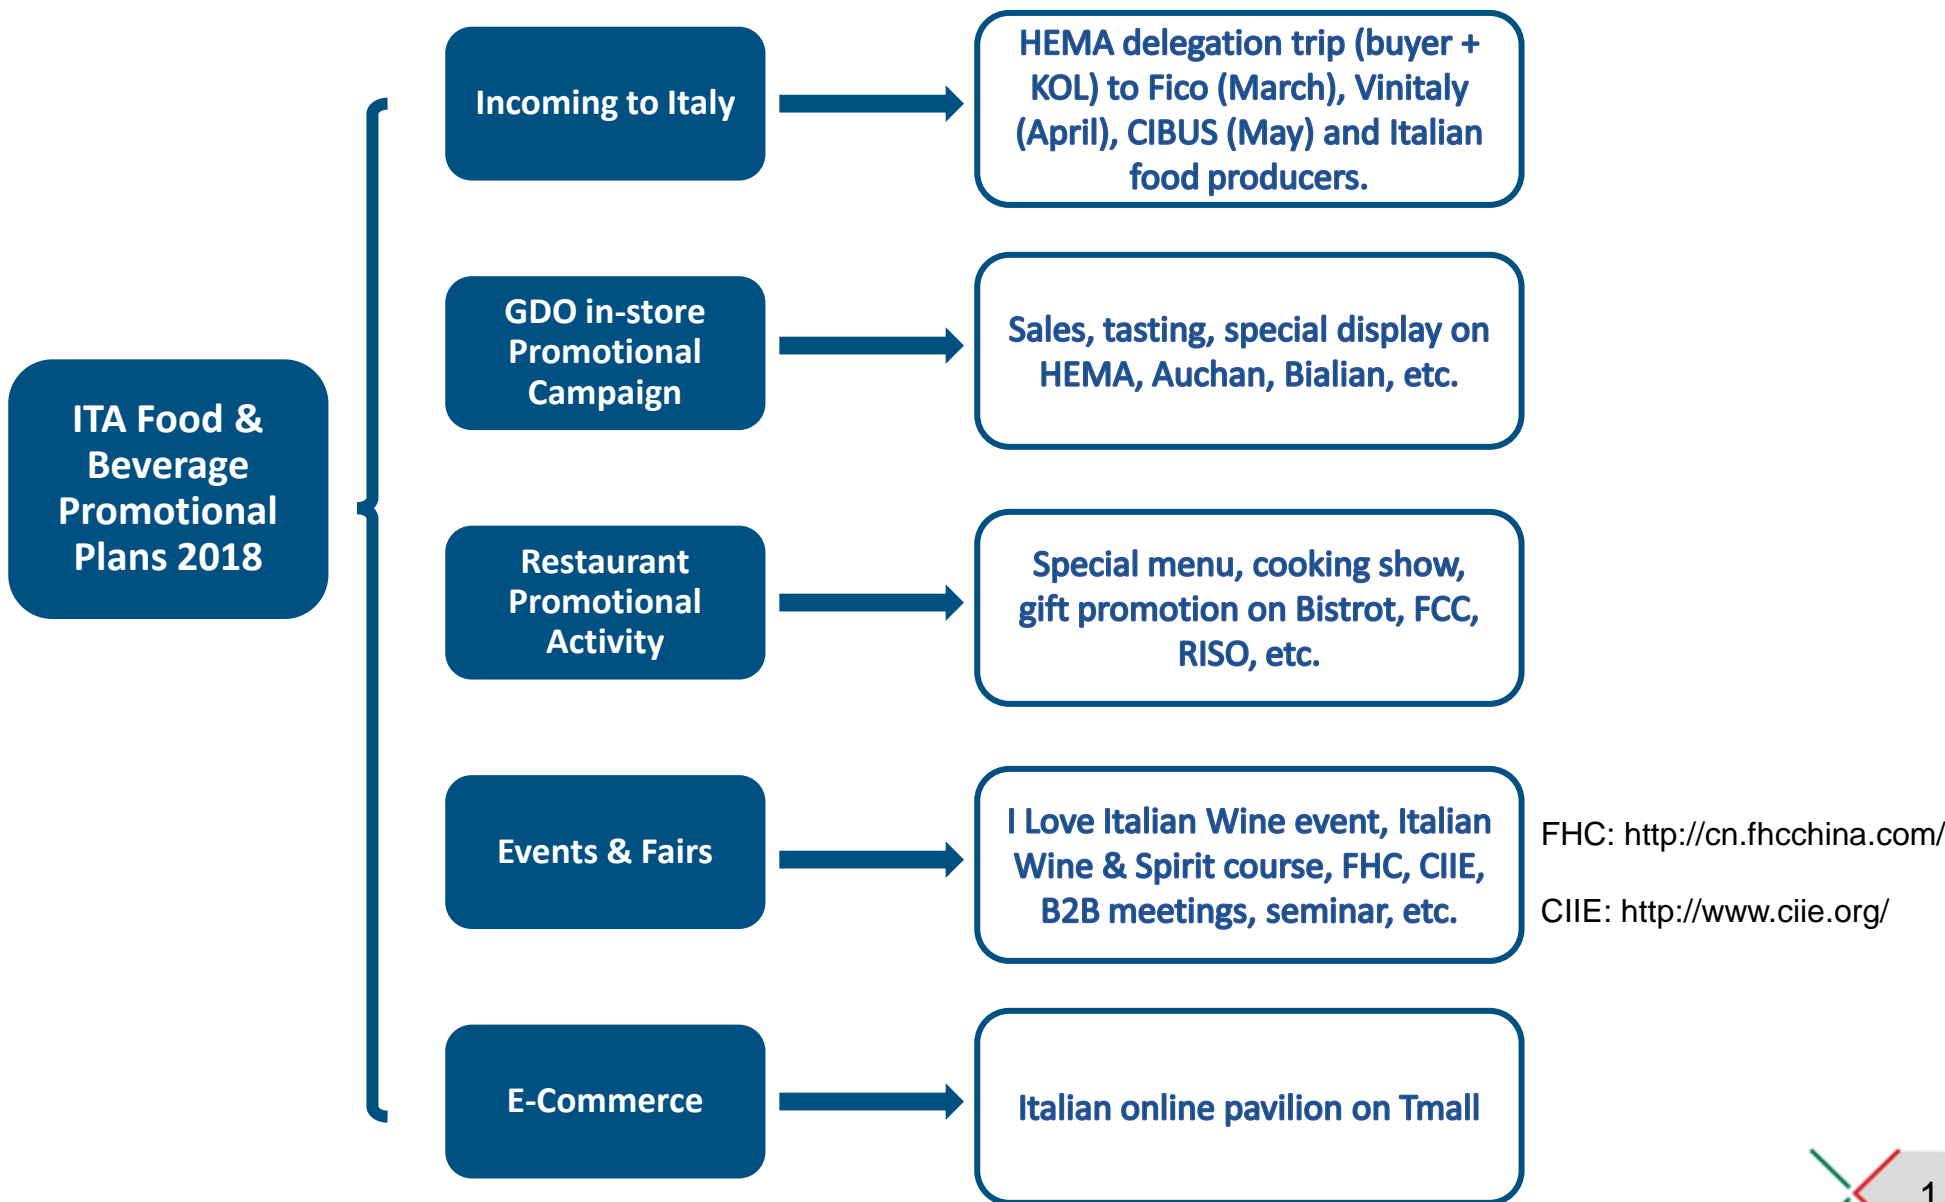 ITA Food &
Beverage
Promotional
Plans 2018
Incoming to Italy
HEMA delegation trip (buyer +
KOL) to Fico (March), Vinitaly
(April), CIBUS (May) and Italian
food producers.
GDO in-store
Promotional
Campaign
Sales, tasting, special display on
HEMA, Auchan, Bialian, etc.
Restaurant
Promotional
Activity
Special menu, cooking show,
gift promotion on Bistrot, FCC,
RISO, etc.
Events & Fairs
I Love Italian Wine event, Italian
Wine & Spirit course, FHC, CIIE,
B2B meetings, seminar, etc.
FHC: http://cn.fhcchina.com/
CIIE: http://www.ciie.org/
E-Commerce
Italian online pavilion on Tmall
1